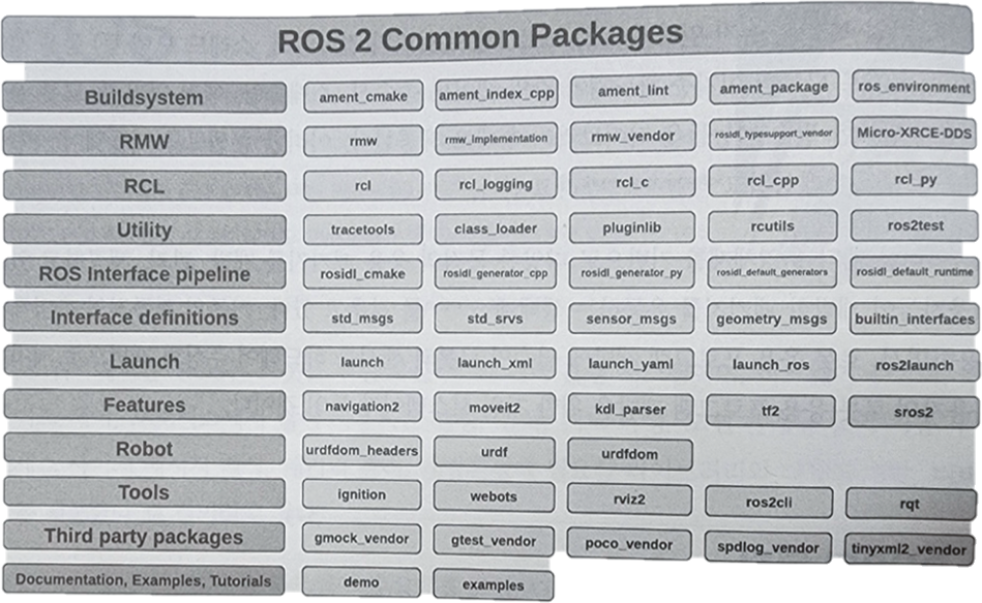 ROS 2 Common Packages
Buildsystem ament_cmake ament_index_cpp ament_lint ament_package ros_environment
RMW rmw rmw_implementation rmw_vendor rosidl_typesupport_vendor Micro-XRCE-DDS
RCL rcl rcl_logging rcl_c rcl_cpp rcl_py
Utility tracetools class_loader pluginlib rcutils ros2test
ROS Interface pipeline rosidl_cmake rosidl_generator_cpp rosidl_generator_py rosidl_default_generators rosidl_default_runtime
Interface definitions std_msgs std_srvs sensor_msgs geometry_msgs builtin_interfaces
Launch launch launch_xml launch_yaml launch_ros ros2launch
Features navigation2 moveit2 kdl_parser tf2 sros2
Robot urdfdom_headers urdf urdfdom
Tools ignition webots rviz2 ros2cli rqt
Third party packages gmock_vendor gtest_vendor poco_vendor spdlog_vendor tinyxml2_vendor
Documentation, Examples, Tutorials demo examples